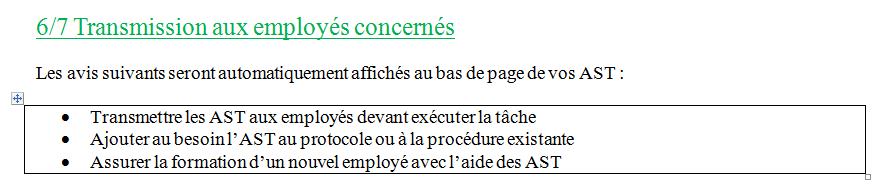 6/7 Transmission aux employés concernés
Les avis suivants seront automatiquement affichés au bas de page de vos AST :
• Transmettre les AST aux employés devant exécuter la tâche
• Ajouter au besoin l’AST au protocole ou à la procédure existante
• Assurer la formation d’un nouvel employé avec l’aide des AST